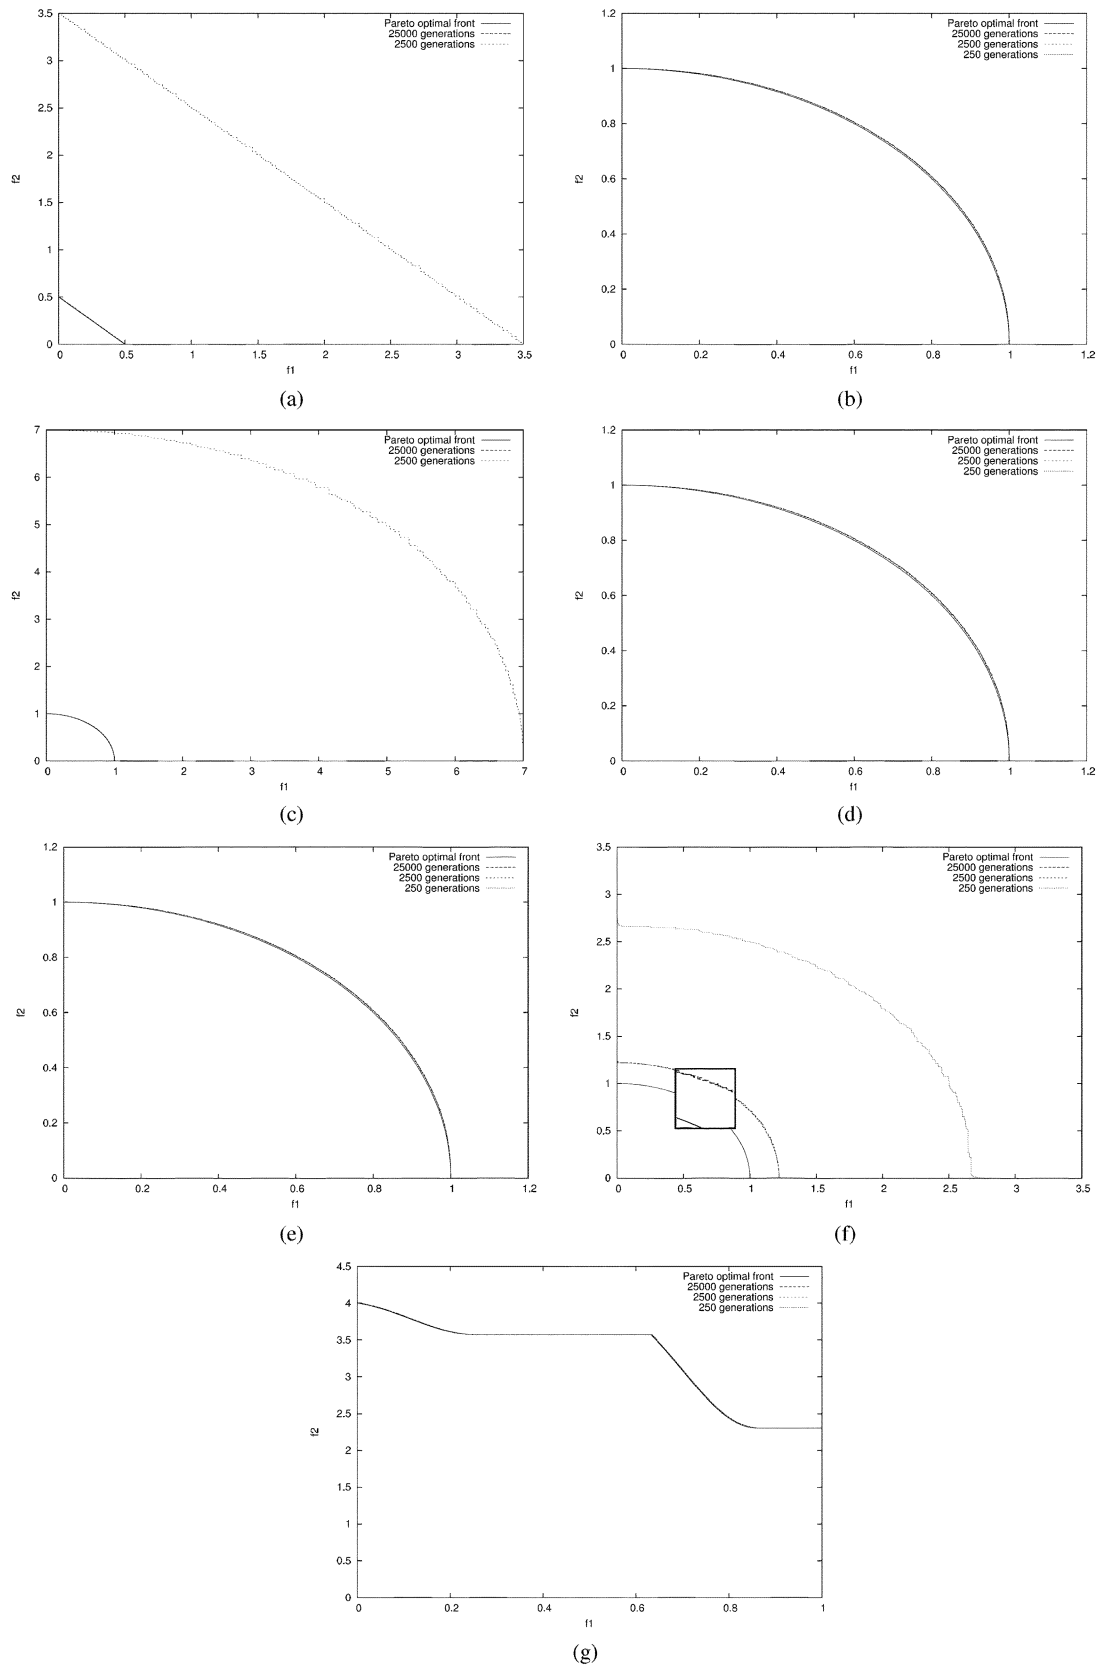 3.5
3
2.5
2
1.5
1
0.5
0
f2
0 0.5 1 1.5 2 2.5 3 3.5
f1
Pareto optimal front
25000 generations
2500 generations
(a)
1.2
1
0.8
0.6
0.4
0.2
0
f2
0 0.2 0.4 0.6 0.8 1 1.2
f1
Pareto optimal front
25000 generations
2500 generations
250 generations
(b)
7
6
5
4
3
2
1
0
f2
0 1 2 3 4 5 6 7
f1
Pareto optimal front
25000 generations
2500 generations
(c)
1.2
1
0.8
0.6
0.4
0.2
0
f2
0 0.2 0.4 0.6 0.8 1 1.2
f1
Pareto optimal front
25000 generations
2500 generations
250 generations
(d)
1.2
1
0.8
0.6
0.4
0.2
0
f2
0 0.2 0.4 0.6 0.8 1 1.2
f1
Pareto optimal front
25000 generations
2500 generations
250 generations
(e)
3.5
3
2.5
2
1.5
1
0.5
0
f2
0 0.5 1 1.5 2 2.5 3 3.5
f1
Pareto optimal front
25000 generations
2500 generations
250 generations
(f)
4.5
4
3.5
3
2.5
2
1.5
1
0.5
0
f2
0 0.2 0.4 0.6 0.8 1
f1
Pareto optimal front
25000 generations
2500 generations
250 generations
(g)